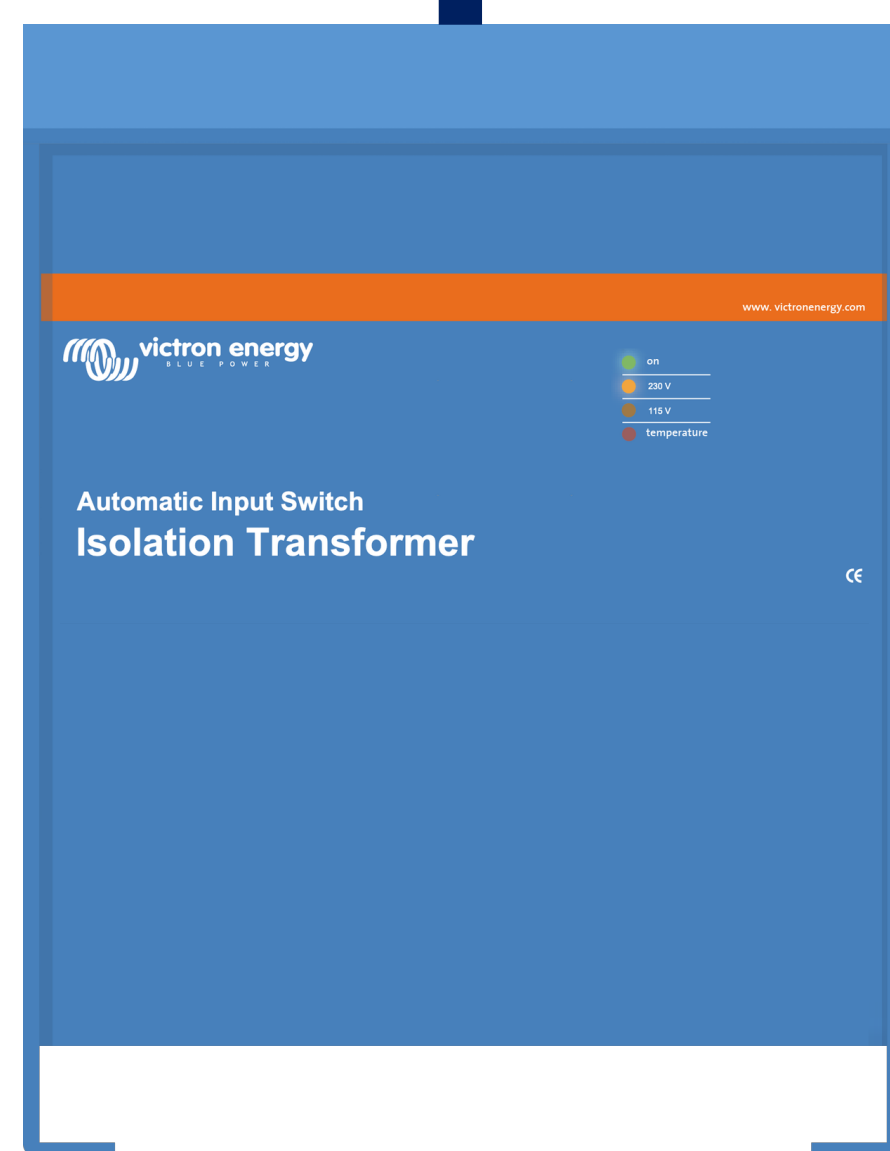 www. victronenergy.com
victron energy
BLUE POWER
on
230 V
115 V
temperature
Automatic Input Switch
Isolation Transformer
CE